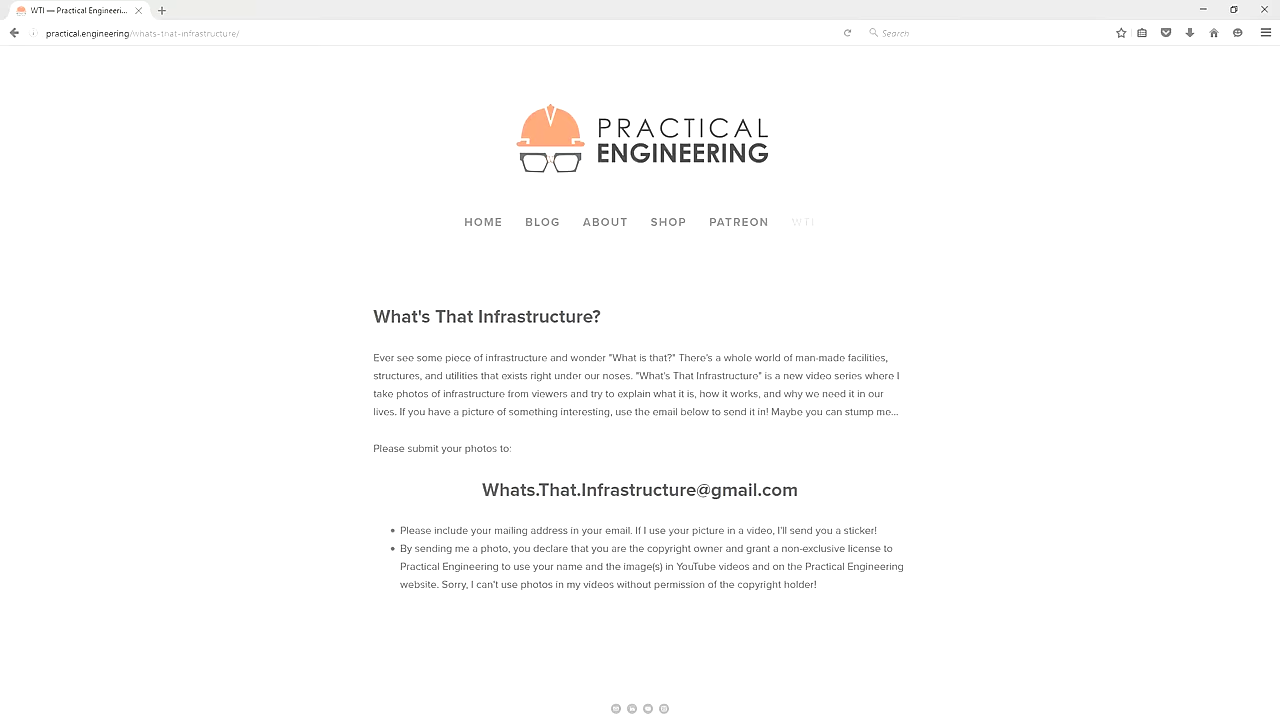 WTI — Practical Engineeri...
practical.engineering/whats-that-infrastructure/
Search
PRACTICAL
ENGINEERING
HOME BLOG ABOUT SHOP PATREON WTI
What's That Infrastructure?
Ever see some piece of infrastructure and wonder "What is that?" There's a whole world of man-made facilities,
structures, and utilities that exists right under our noses. "What's That Infrastructure" is a new video series where I
take photos of infrastructure from viewers and try to explain what it is, how it works, and why we need it in our
lives. If you have a picture of something interesting, use the email below to send it in! Maybe you can stump me...
Please submit your photos to:
Whats.That.Infrastructure@gmail.com
• Please include your mailing address in your email. If I use your picture in a video, I'll send you a sticker!
• By sending me a photo, you declare that you are the copyright owner and grant a non-exclusive license to
Practical Engineering to use your name and the image(s) in YouTube videos and on the Practical Engineering
website. Sorry, I can't use photos in my videos without permission of the copyright holder!